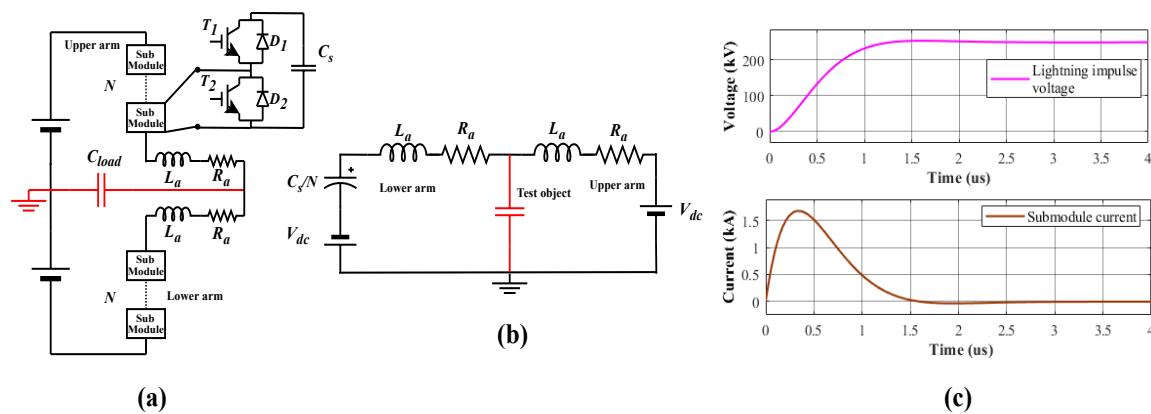 Upper arm
Sub
Module
N
Sub
Module
T1
D1
Cs
T2
D2
La
Ra
Cload
La
Ra
Sub
Module
N
Lower arm
Sub
Module
(a)
La
Ra
La
Ra
Cs/N
+
Lower arm
Test object
Upper arm
Vdc
Vdc
(b)
Voltage (kV)
200
100
0
Lightning impulse
voltage
0 0.5 1 1.5 2 2.5 3 3.5 4
Time (us)
Current (kA)
1.5
1
0.5
0
Submodule current
0 0.5 1 1.5 2 2.5 3 3.5 4
Time (us)
(c)